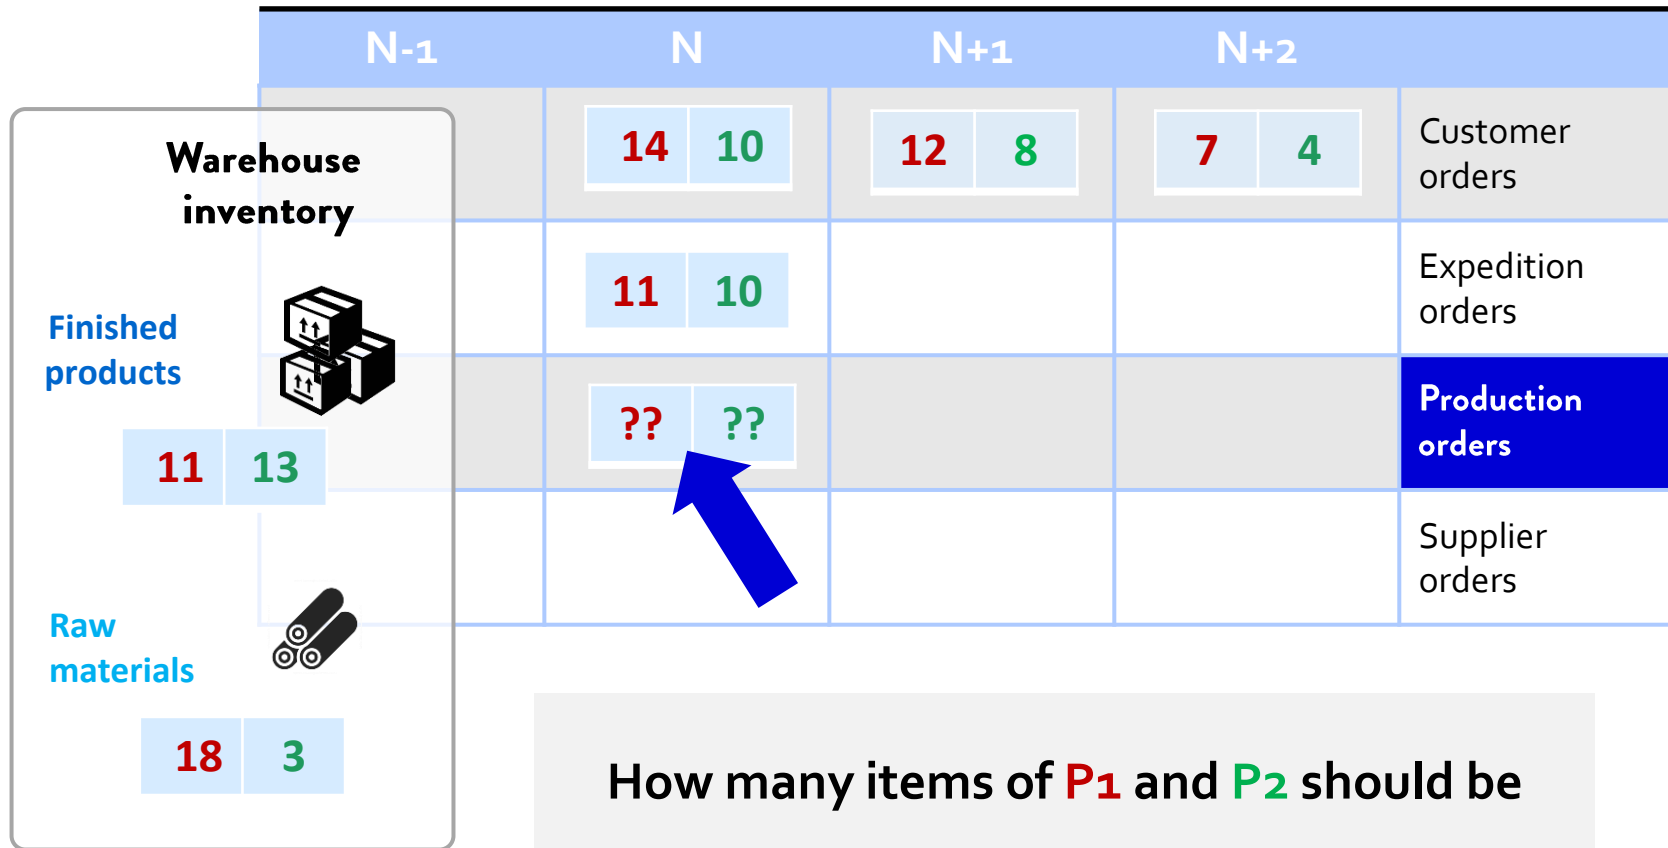 N-1 N N+1 N+2
14 10 12 8 7 4 Customer
orders
Warehouse
inventory
11 10 Expedition
orders
Finished
products
?? ?? Production
orders
11 13
Supplier
orders
Raw
materials
18 3
How many items of P1 and P2 should be